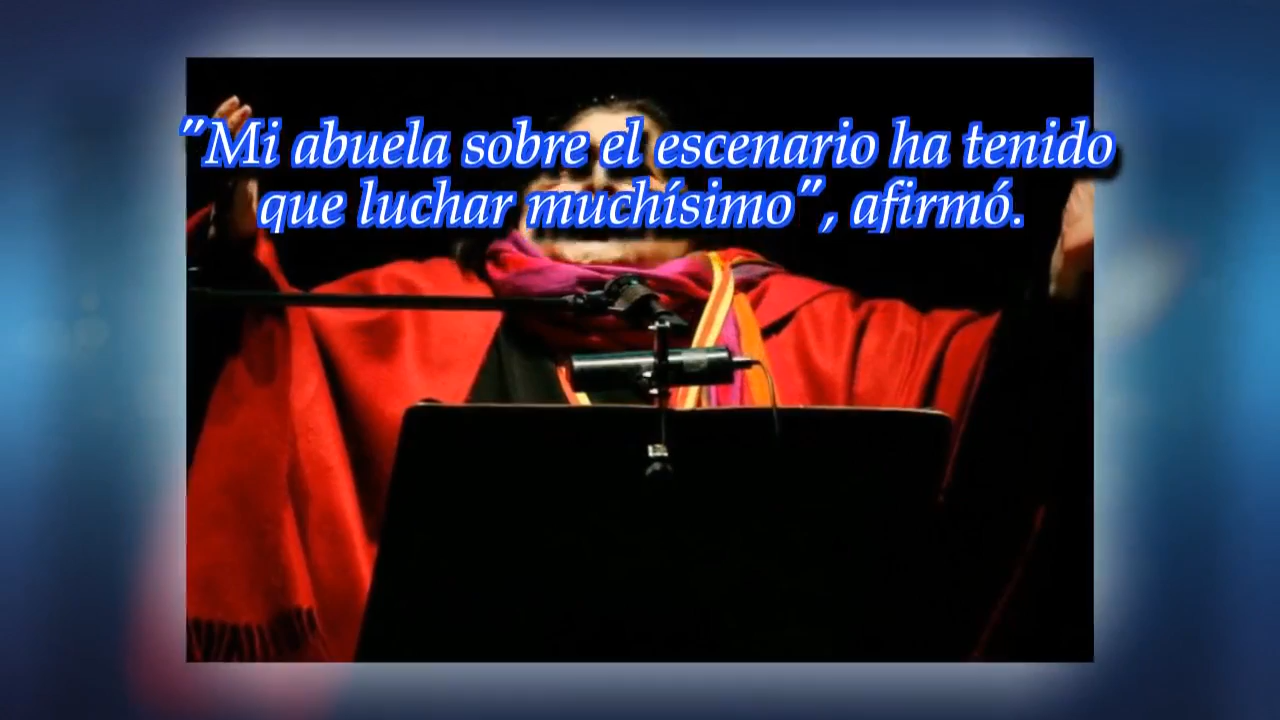 "Mi abuela sobre el escenario ha tenido
que luchar muchísimo", afirmó.